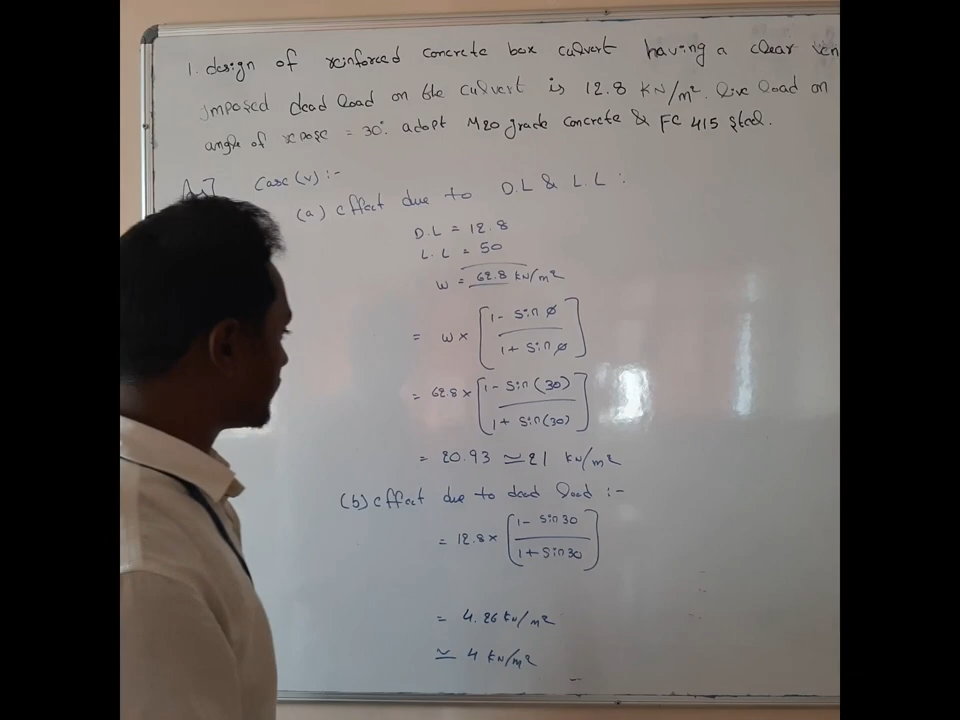 1. design of reinforced concrete box culvert having a clear ven
imposed dead load on the culvert is 12.8 KN/m². live load on
angle of repose = 30°. adopt M20 grade concrete & FC 415 steel.
Case (v) :-
(a) effect due to D.L & L.L :
D.L = 12.8
L.L = 50
w = 62.8 kN/m²
= w × [1 - sin φ / 1 + sin φ]
= 62.8 × [1 - sin (30) / 1 + sin (30)]
= 20.93 ≃ 21 kN/m²
(b) effect due to dead load :-
= 12.8 × [1 - sin 30 / 1 + sin 30]
= 4.26 kN/m²
≃ 4 kN/m²